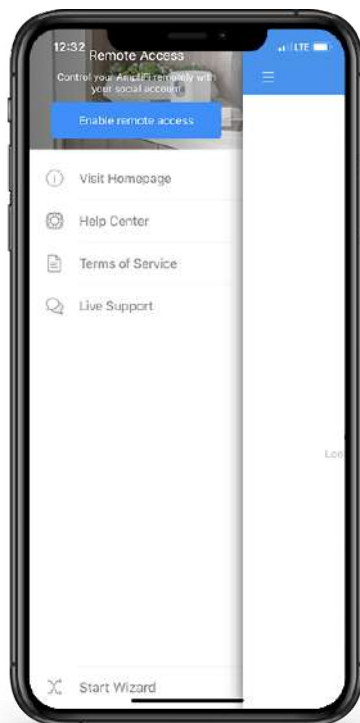 12:32
LTE
Remote Access
Control your AmpliFi remotely with
your social account
Enable remote access
Visit Homepage
Help Center
Terms of Service
Live Support
Loo
Start Wizard